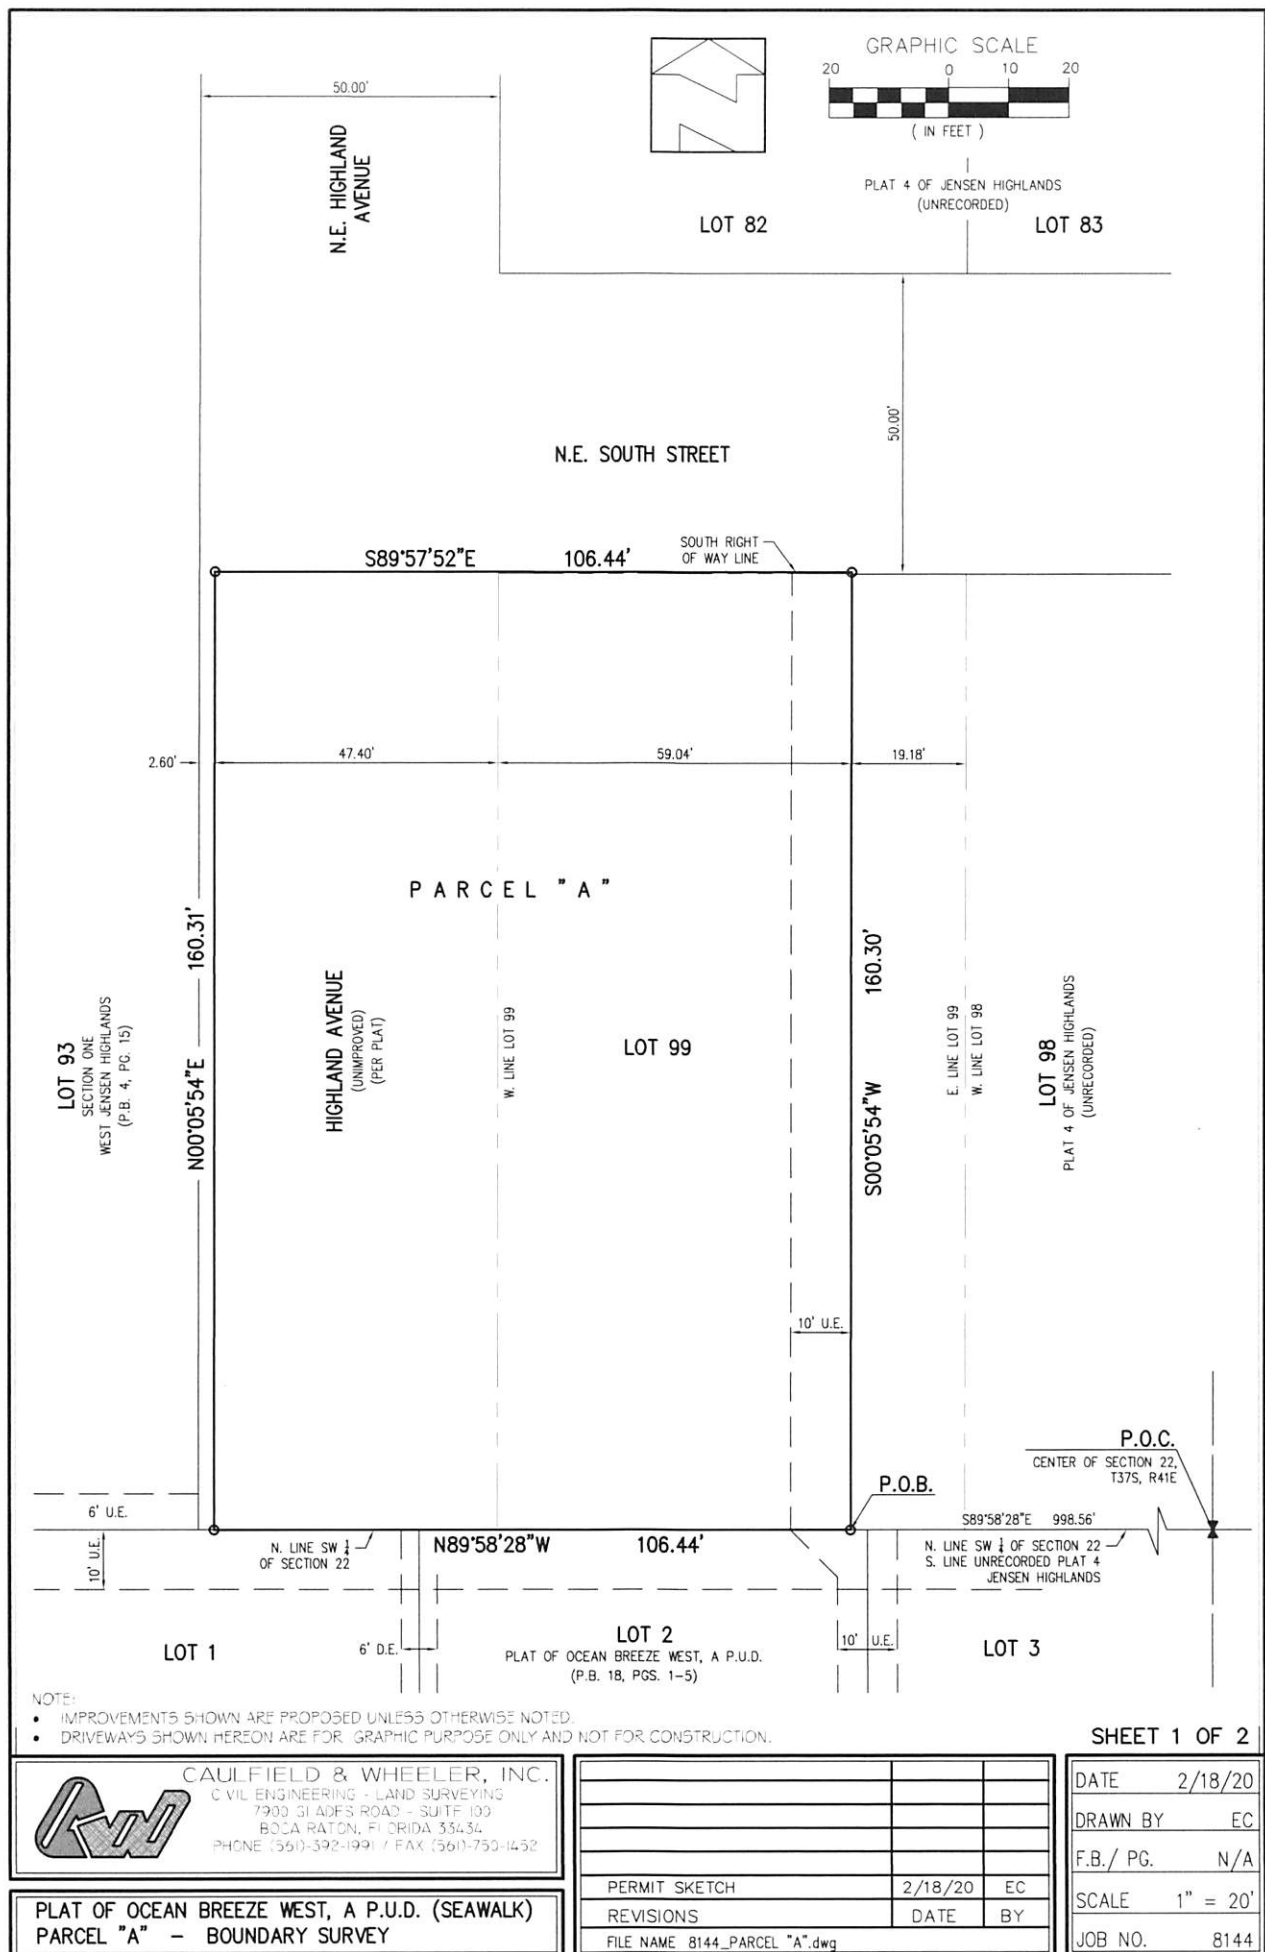 GRAPHIC SCALE
20 0 10 20
( IN FEET )
50.00'
N.E. HIGHLAND
AVENUE
PLAT 4 OF JENSEN HIGHLANDS
(UNRECORDED)
LOT 82
LOT 83
50.00'
N.E. SOUTH STREET
SOUTH RIGHT
OF WAY LINE
S89°57'52"E 106.44'
2.60'
47.40'
59.04'
19.18'
PARCEL "A"
N00°05'54"E 160.31'
S00°05'54"W 160.30'
LOT 93
SECTION ONE
WEST JENSEN HIGHLANDS
(P.B. 4, PG. 15)
HIGHLAND AVENUE
(UNIMPROVED)
(PER PLAT)
W. LINE LOT 99
LOT 99
E. LINE LOT 99
W. LINE LOT 98
LOT 98
PLAT 4 OF JENSEN HIGHLANDS
(UNRECORDED)
10' U.E.
P.O.C.
CENTER OF SECTION 22,
T37S, R41E
P.O.B.
S89°58'28"E 998.56'
6' U.E.
10' U.E.
N. LINE SW 1/4
OF SECTION 22
N89°58'28"W 106.44'
N. LINE SW 1/4 OF SECTION 22
S. LINE UNRECORDED PLAT 4
JENSEN HIGHLANDS
LOT 1
6' D.E.
LOT 2
PLAT OF OCEAN BREEZE WEST, A P.U.D.
(P.B. 18, PGS. 1-5)
10' U.E.
LOT 3
NOTE:
• IMPROVEMENTS SHOWN ARE PROPOSED UNLESS OTHERWISE NOTED.
• DRIVEWAYS SHOWN HEREON ARE FOR GRAPHIC PURPOSE ONLY AND NOT FOR CONSTRUCTION.
SHEET 1 OF 2
CAULFIELD & WHEELER, INC.
CIVIL ENGINEERING - LAND SURVEYING
7900 GLADES ROAD - SUITE 100
BOCA RATON, FLORIDA 33434
PHONE (561)-392-1991 / FAX (561)-750-1452
PLAT OF OCEAN BREEZE WEST, A P.U.D. (SEAWALK)
PARCEL "A" - BOUNDARY SURVEY
PERMIT SKETCH 2/18/20 EC
REVISIONS DATE BY
FILE NAME 8144_PARCEL "A".dwg
DATE 2/18/20
DRAWN BY EC
F.B./ PG. N/A
SCALE 1" = 20'
JOB NO. 8144